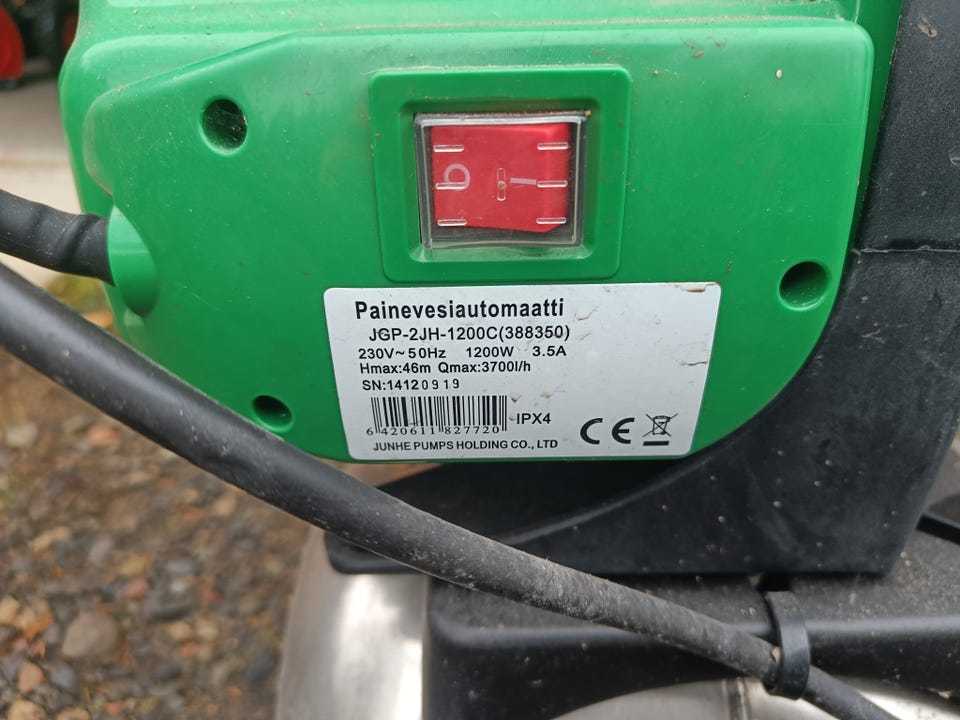 O I
Painevesiautomaatti
JGP-2JH-1200C(388350)
230V~50Hz 1200W 3.5A
Hmax:46m Qmax:3700l/h
SN:14120919
6 420611 827720
IPX4
CE
JUNHE PUMPS HOLDING CO., LTD